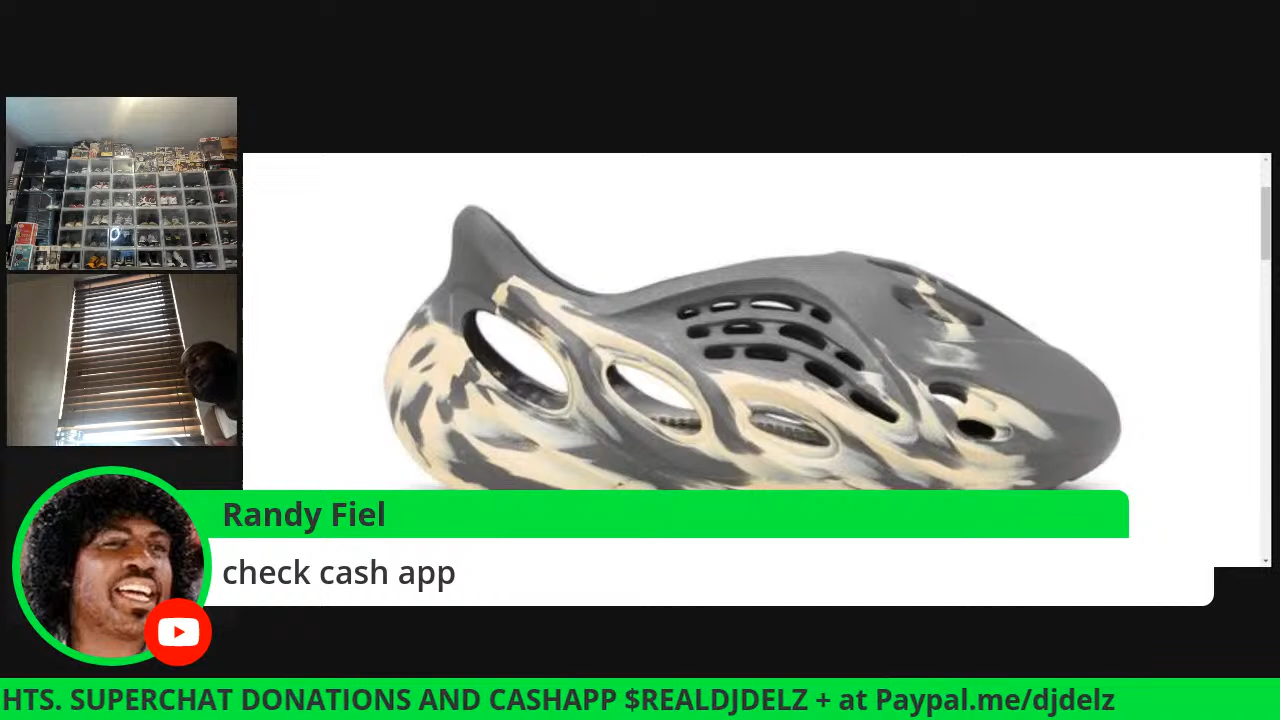 Randy Fiel
check cash app
HTS. SUPERCHAT DONATIONS AND CASHAPP $REALDJDELZ + at Paypal.me/djdelz